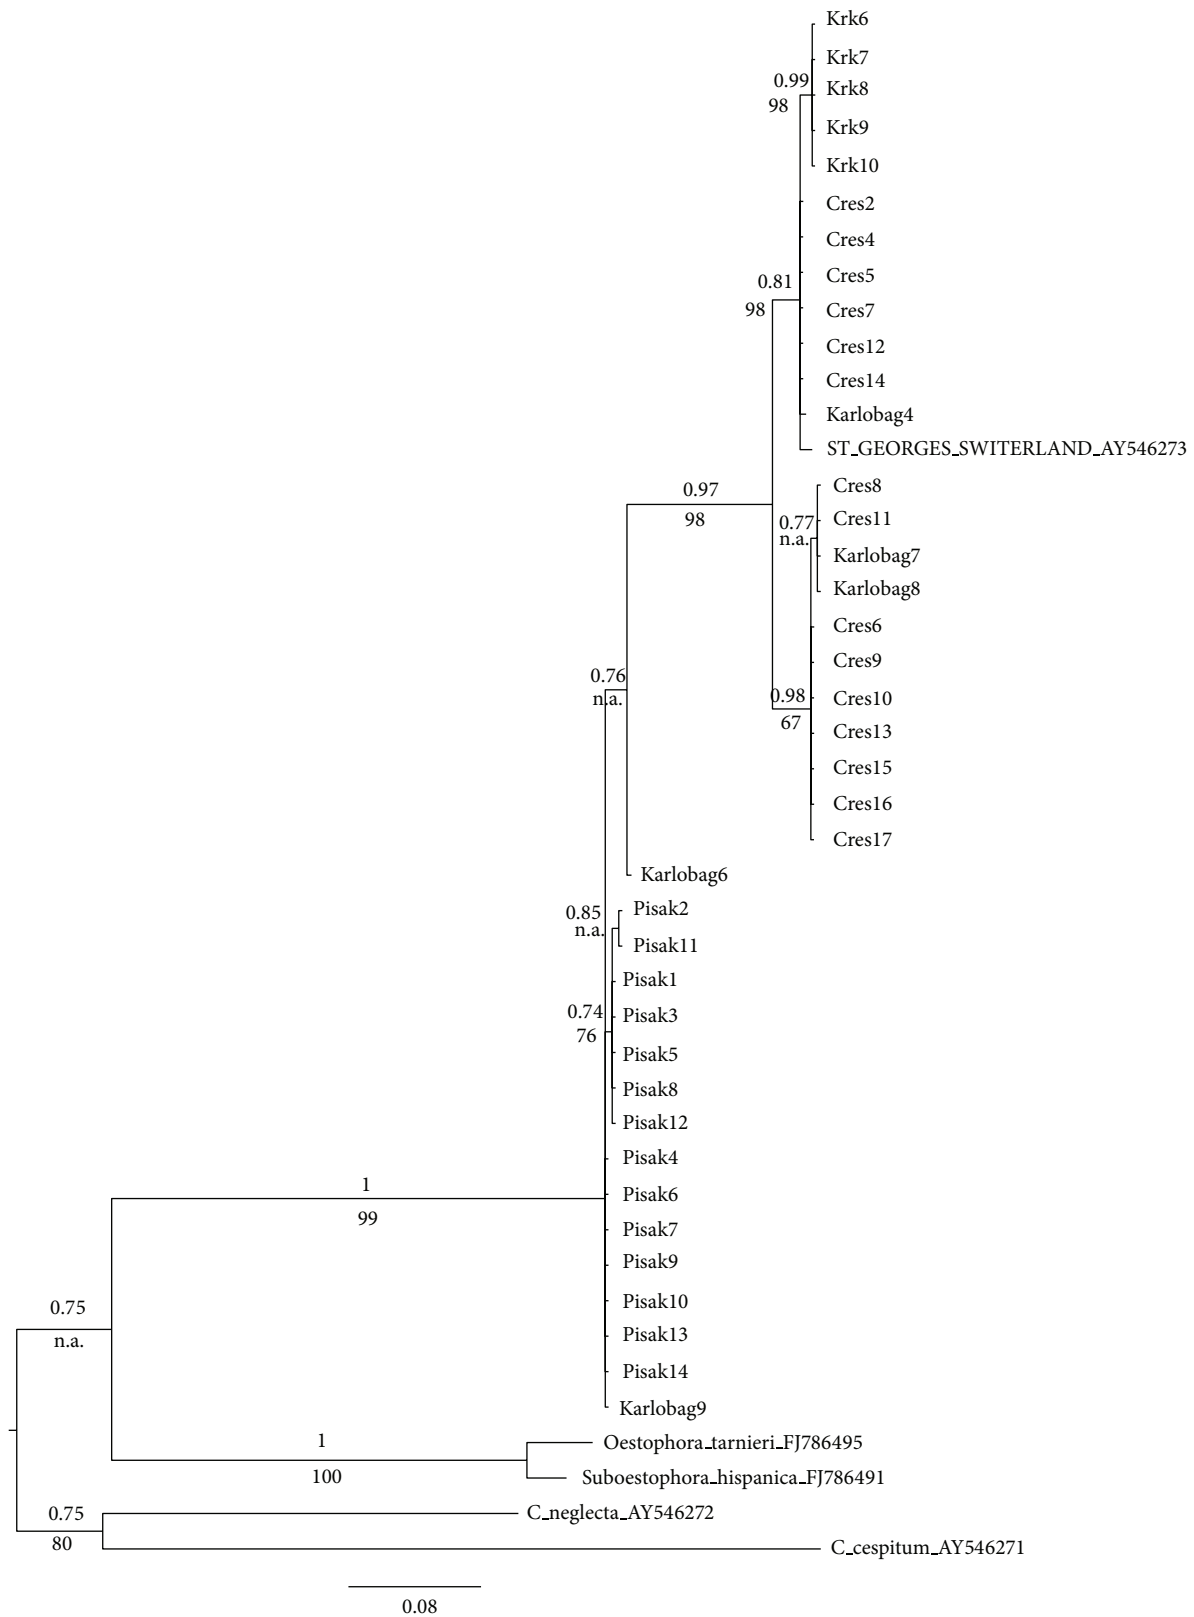 Krk6
Krk7
0.99
Krk8
98
Krk9
Krk10
Cres2
Cres4
Cres5
0.81
98
Cres7
Cres12
Cres14
Karlobag4
ST_GEORGES_SWITERLAND_AY546273
Cres8
0.97
98
0.77
n.a.
Cres11
Karlobag7
Karlobag8
Cres6
Cres9
0.76
n.a.
0.98
67
Cres10
Cres13
Cres15
Cres16
Cres17
Karlobag6
0.85
n.a.
Pisak2
Pisak11
Pisak1
0.74
76
Pisak3
Pisak5
Pisak8
Pisak12
Pisak4
1
99
Pisak6
Pisak7
Pisak9
Pisak10
0.75
n.a.
Pisak13
Pisak14
Karlobag9
1
100
Oestophora_tarnieri_FJ786495
Suboestophora_hispanica_FJ786491
0.75
80
C_neglecta_AY546272
C_cespitum_AY546271
0.08